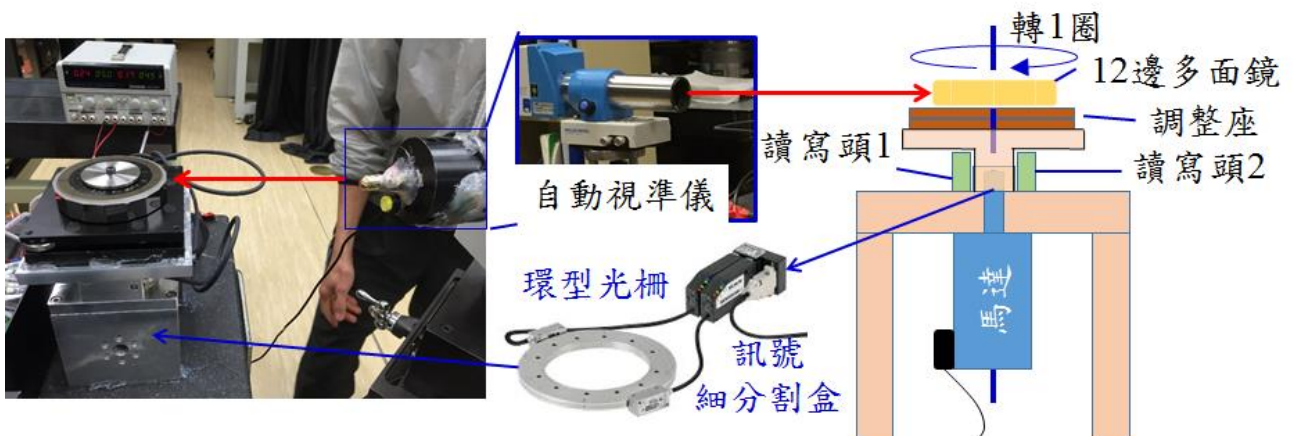 轉1圈
12邊多面鏡
調整座
讀寫頭1
讀寫頭2
自動視準儀
環型光柵
馬達
訊號
細分割盒